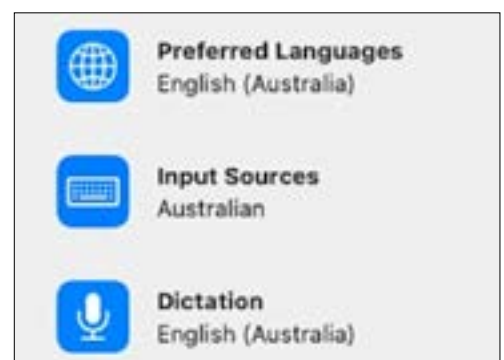 Preferred Languages
English (Australia)
Input Sources
Australian
Dictation
English (Australia)